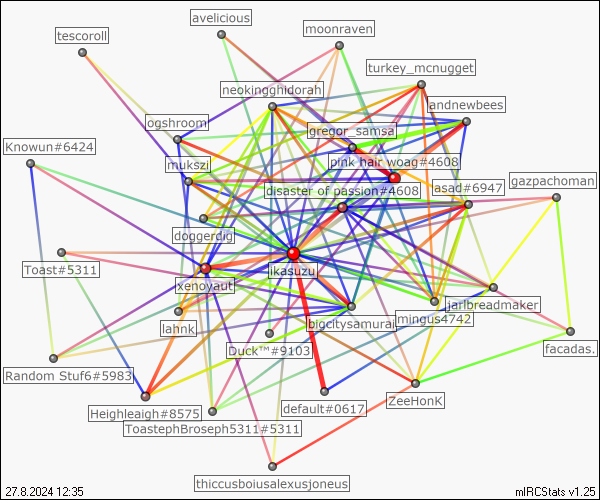 avelicious
tescoroll
moonraven
turkey_mcnugget
neokingghidorah
andnewbees
ogshroom
gregor_samsa
Knowun#6424
pink hair woag#4608
mukszi
gazpachoman
disaster of passion#4608
asad#6947
doggerdig
Toast#5311
ikasuzu
xenoyaut
jarlbreadmaker
lahnk
bigcitysamurai
mingus4742
Duck™#9103
facadas.
Random Stuf6#5983
ZeeHonK
Heighleigh#8575
default#0617
ToastephBroseph5311#5311
thiccusboiusalexusjoneus
27.8.2024 12:35
mIRCStats v1.25